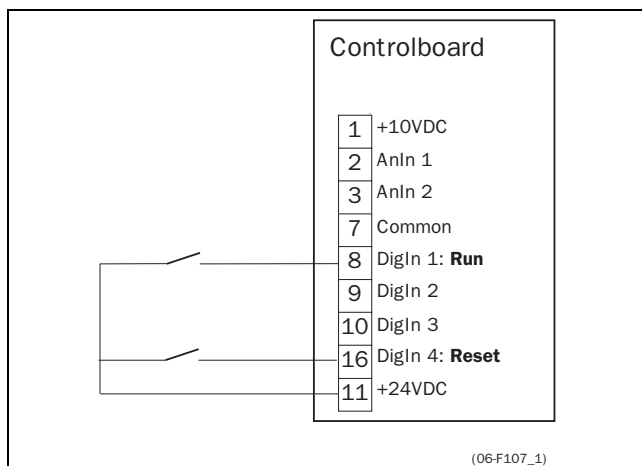 Controlboard
1 +10VDC
2 AnIn 1
3 AnIn 2
7 Common
8 DigIn 1: Run
9 DigIn 2
10 DigIn 3
16 DigIn 4: Reset
11 +24VDC
(06-F107_1)